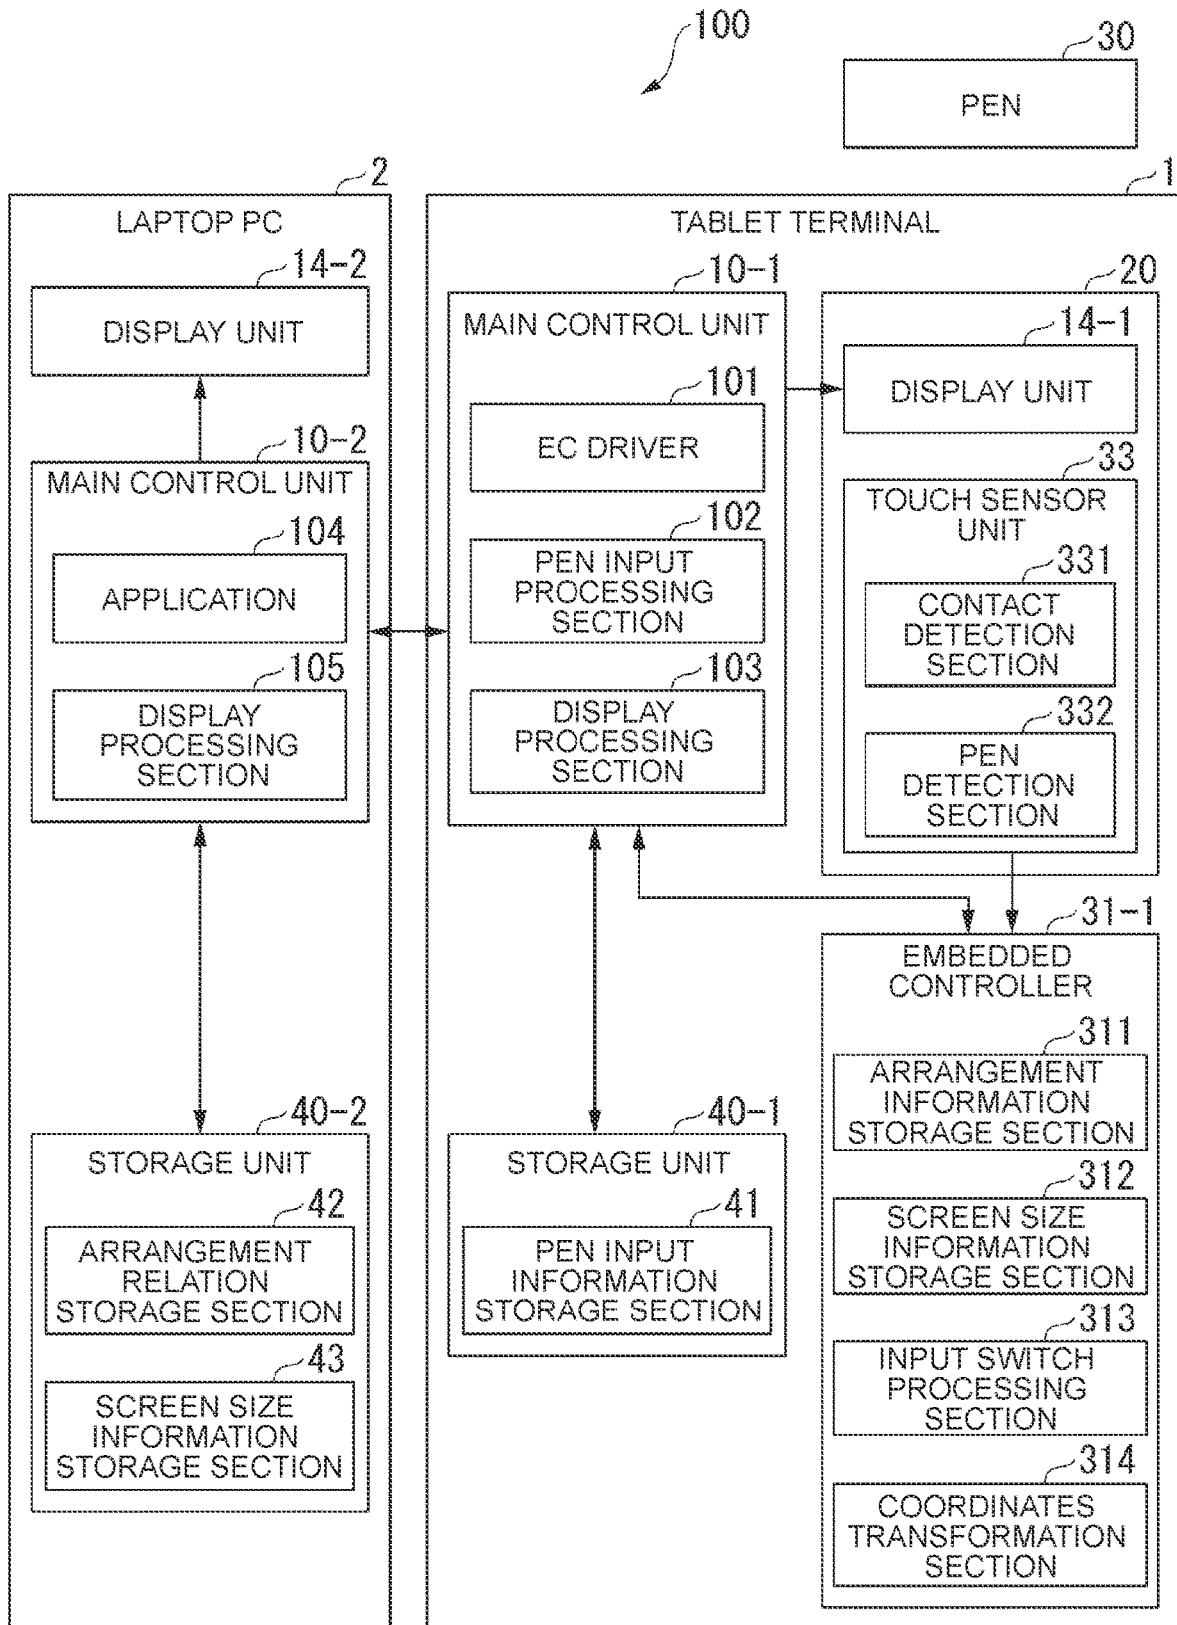 100
30
PEN
2
LAPTOP PC
14-2
DISPLAY UNIT
10-2
MAIN CONTROL UNIT
104
APPLICATION
105
DISPLAY
PROCESSING
SECTION
40-2
STORAGE UNIT
42
ARRANGEMENT
RELATION
STORAGE SECTION
43
SCREEN SIZE
INFORMATION
STORAGE SECTION
1
TABLET TERMINAL
10-1
MAIN CONTROL UNIT
101
EC DRIVER
102
PEN INPUT
PROCESSING
SECTION
103
DISPLAY
PROCESSING
SECTION
40-1
STORAGE UNIT
41
PEN INPUT
INFORMATION
STORAGE SECTION
20
14-1
DISPLAY UNIT
33
TOUCH SENSOR
UNIT
331
CONTACT
DETECTION
SECTION
332
PEN
DETECTION
SECTION
31-1
EMBEDDED
CONTROLLER
311
ARRANGEMENT
INFORMATION
STORAGE SECTION
312
SCREEN SIZE
INFORMATION
STORAGE SECTION
313
INPUT SWITCH
PROCESSING
SECTION
314
COORDINATES
TRANSFORMATION
SECTION